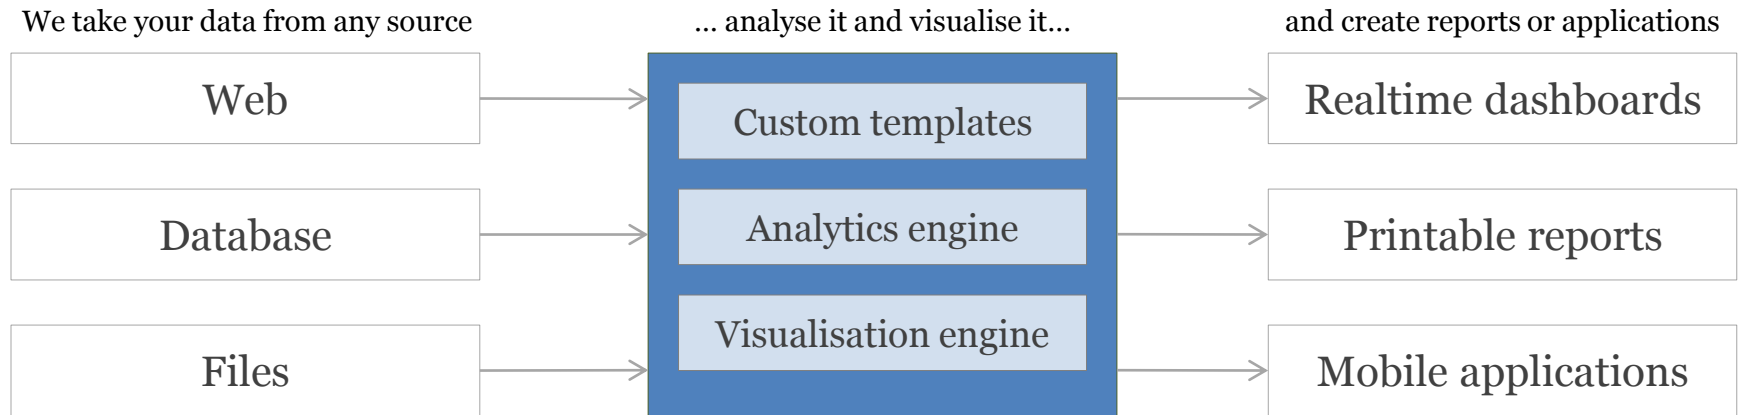 We take your data from any source
... analyse it and visualise it...
and create reports or applications
Web
Custom templates
Realtime dashboards
Database
Analytics engine
Printable reports
Files
Visualisation engine
Mobile applications